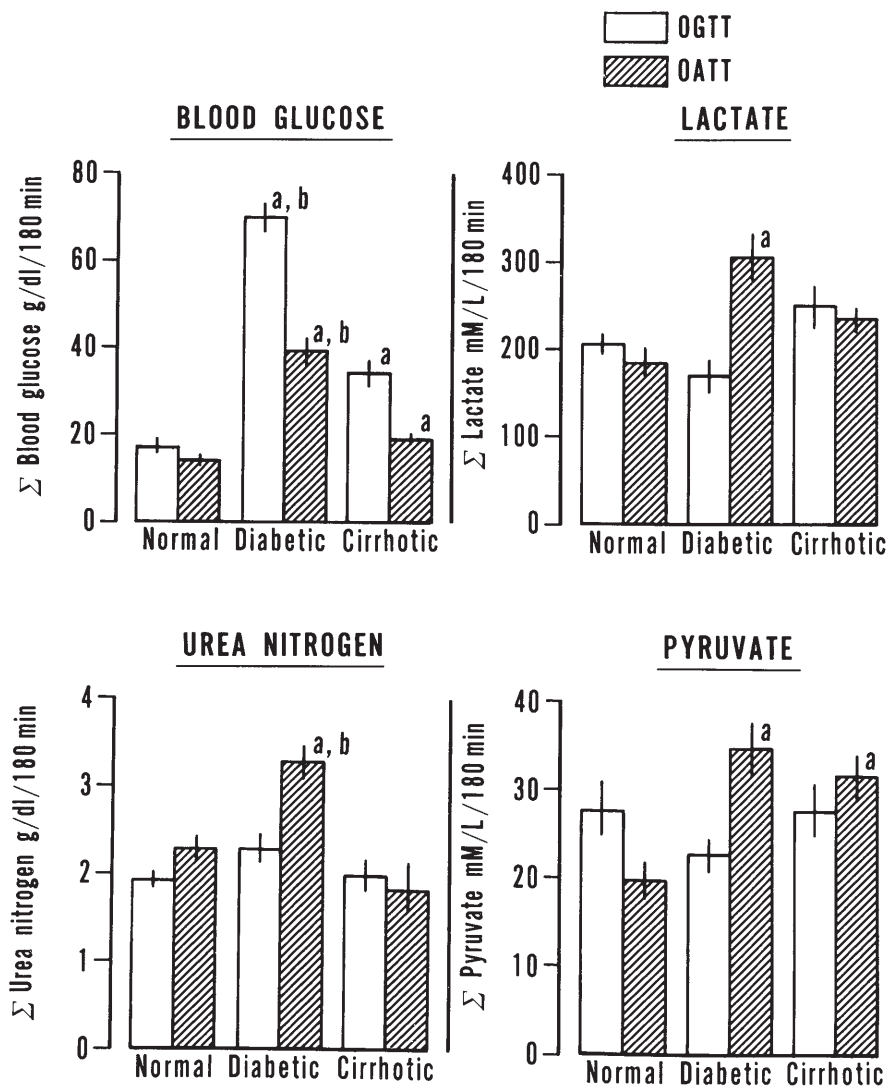 OGTT
OATT
BLOOD GLUCOSE
Σ Blood glucose g/dl/180 min
80
60
40
20
0
a, b
a, b
a
a
Normal Diabetic Cirrhotic
LACTATE
Σ Lactate mM/L/180 min
400
300
200
100
0
a
Normal Diabetic Cirrhotic
UREA NITROGEN
Σ Urea nitrogen g/dl/180 min
4
3
2
1
0
a, b
Normal Diabetic Cirrhotic
PYRUVATE
Σ Pyruvate mM/L/180 min
40
30
20
10
0
a
a
Normal Diabetic Cirrhotic